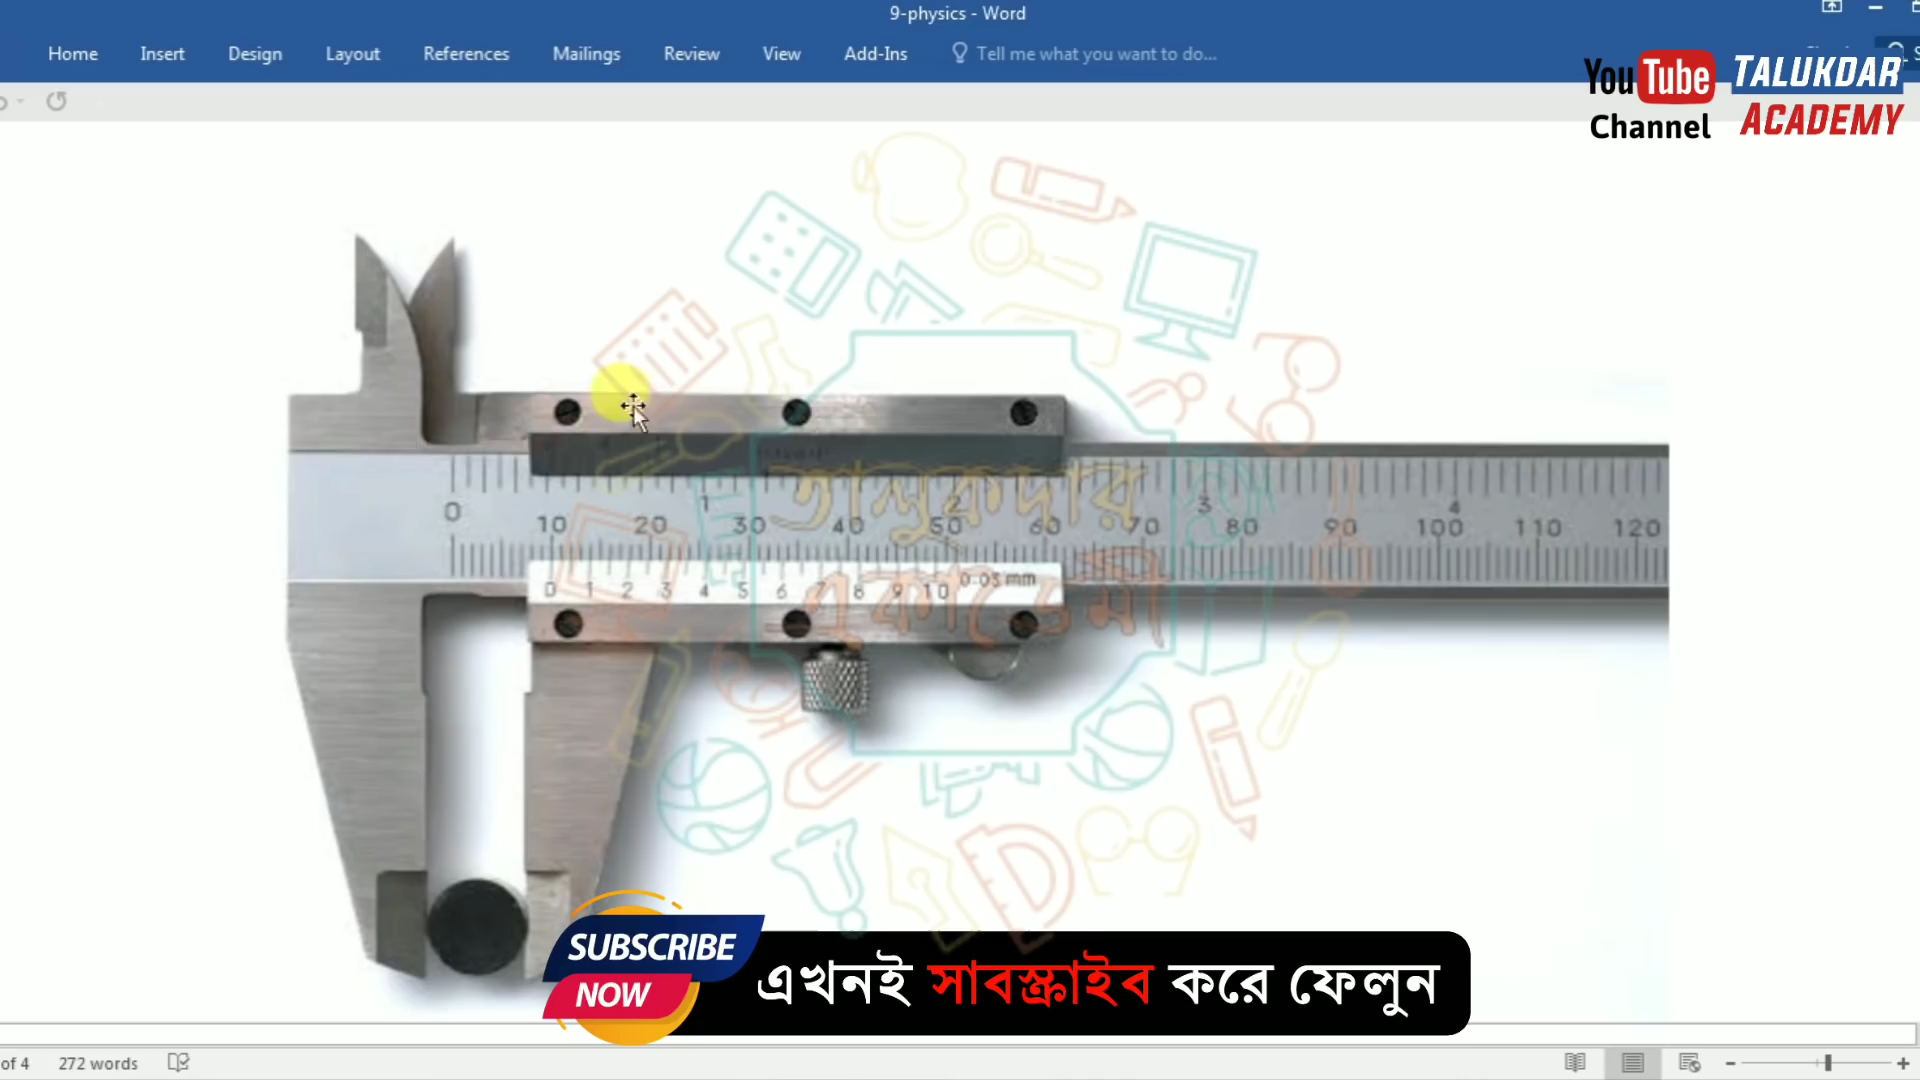 9-physics - Word
Home Insert Design Layout References Mailings Review View Add-Ins Tell me what you want to do...
YouTube TALUKDAR
Channel ACADEMY
0 1 2 3 4
10 20 30 40 50 60 70 80 90 100 110 120
তালুকদার
0 1 2 3 4 5 6 7 8 9 10 0.05 mm
একাডেমী
SUBSCRIBE
NOW
এখনই সাবস্ক্রাইব করে ফেলুন
of 4 272 words